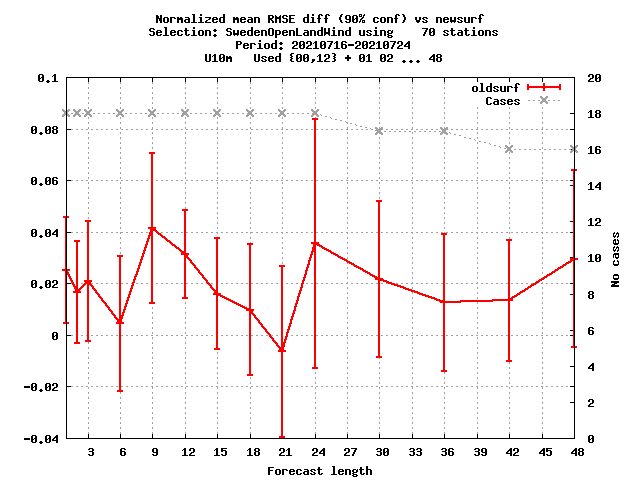 Normalized mean RMSE diff (90% conf) vs newsurf
Selection: SwedenOpenLandWind using    70 stations
Period: 20210716-20210724
U10m   Used {00,12} + 01 02 ... 48
oldsurf
Cases
0.1
0.08
0.06
0.04
0.02
0
-0.02
-0.04
20
18
16
14
12
10
8
6
4
2
0
No cases
3 6 9 12 15 18 21 24 27 30 33 36 39 42 45 48
Forecast length